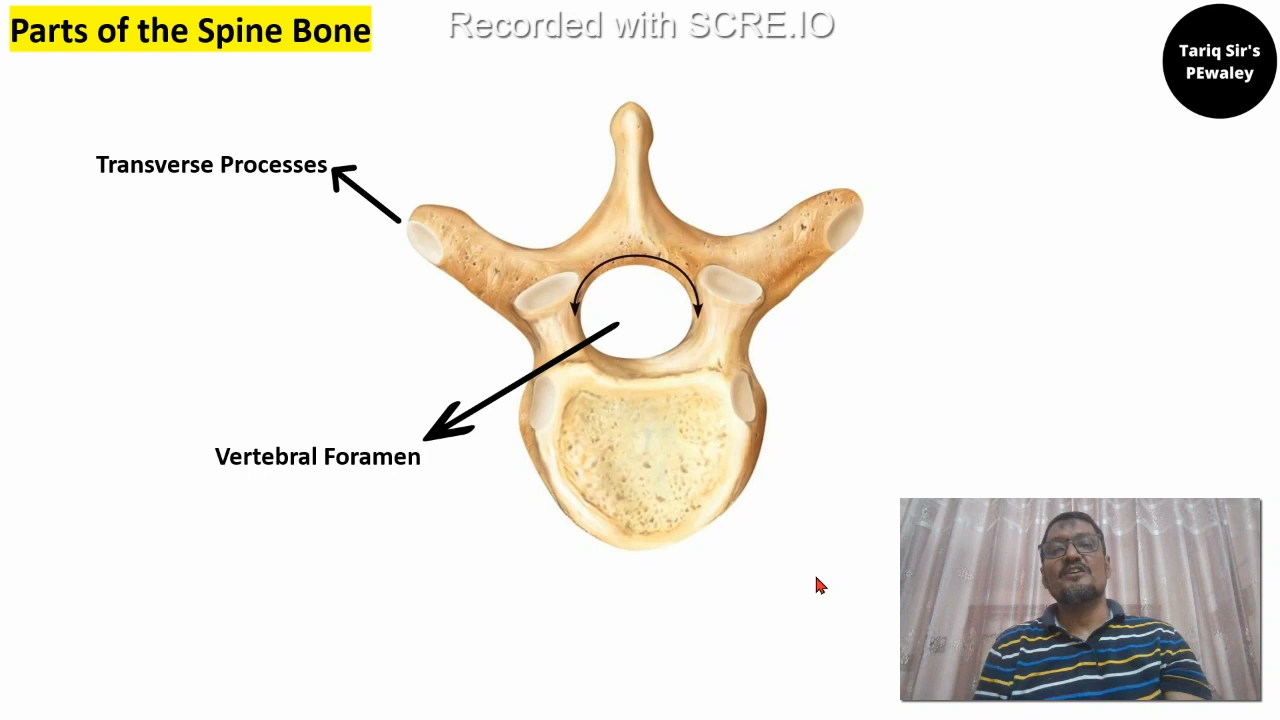 Parts of the Spine Bone
Recorded with SCRE.IO
Tariq Sir's
PEwaley
Transverse Processes
Vertebral Foramen